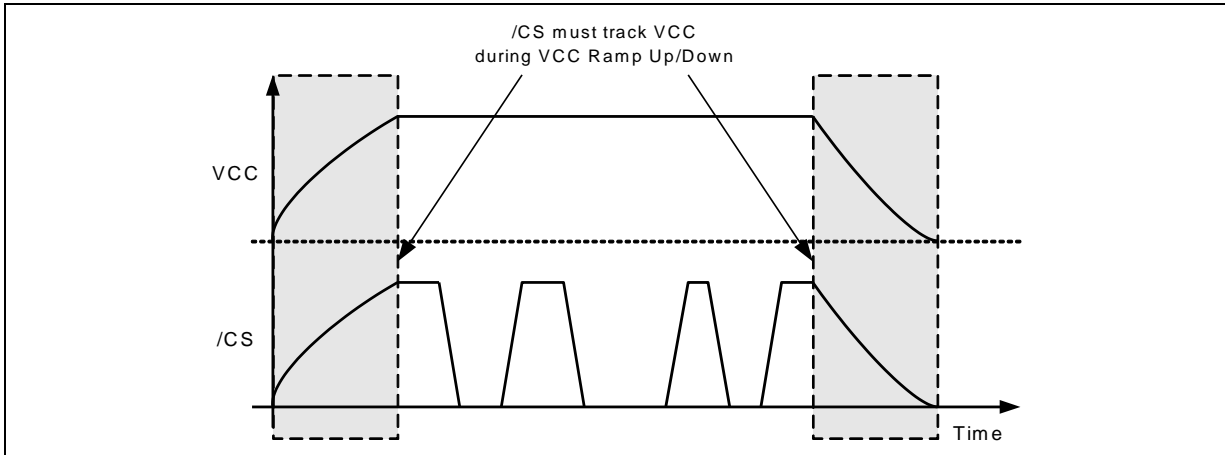 /CS must track VCC
during VCC Ramp Up/Down
VCC
/CS
Time